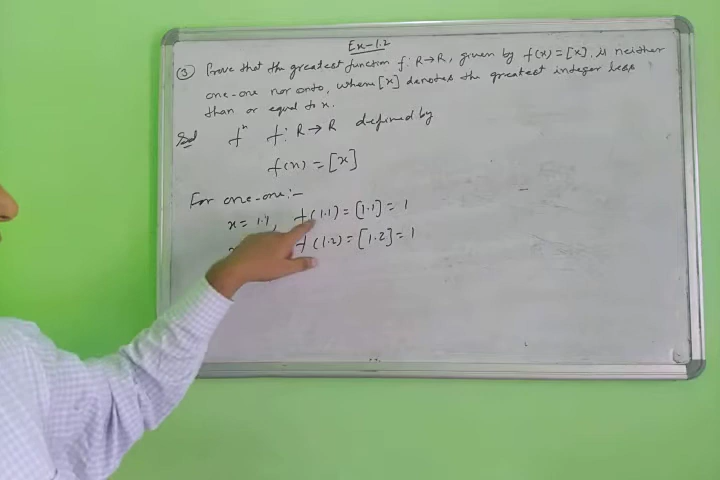 Ex-1.2
③ Prove that the greatest function f: R→R, given by f(x) = [x], is neither
one-one nor onto, where [x] denotes the greatest integer less
than or equal to x.
Sol fⁿ f: R→R defined by
f(x) = [x]
For one-one:-
x = 1.1, f(1.1) = [1.1] = 1
f(1.2) = [1.2] = 1